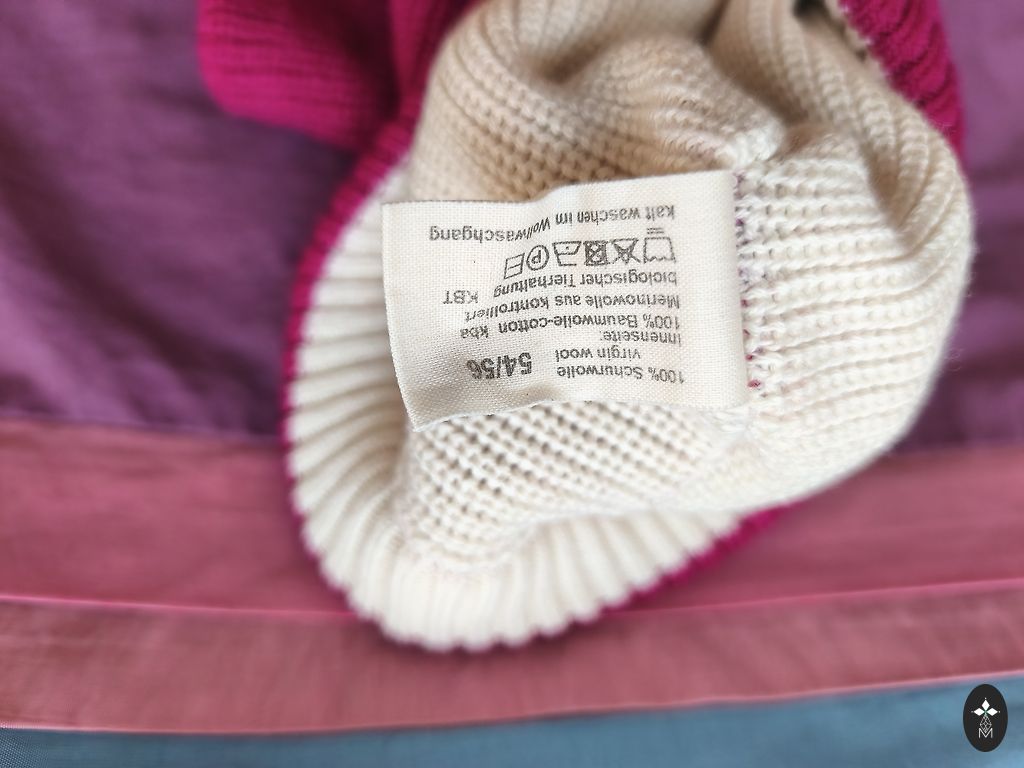 100% Schurwolle
virgin wool 54/56
Innenseite:
100% Baumwolle-cotton kba
Merinowolle aus kontrolliert
biologischer Tierhaltung KBT
P
kalt waschen im Wollwaschgang
M